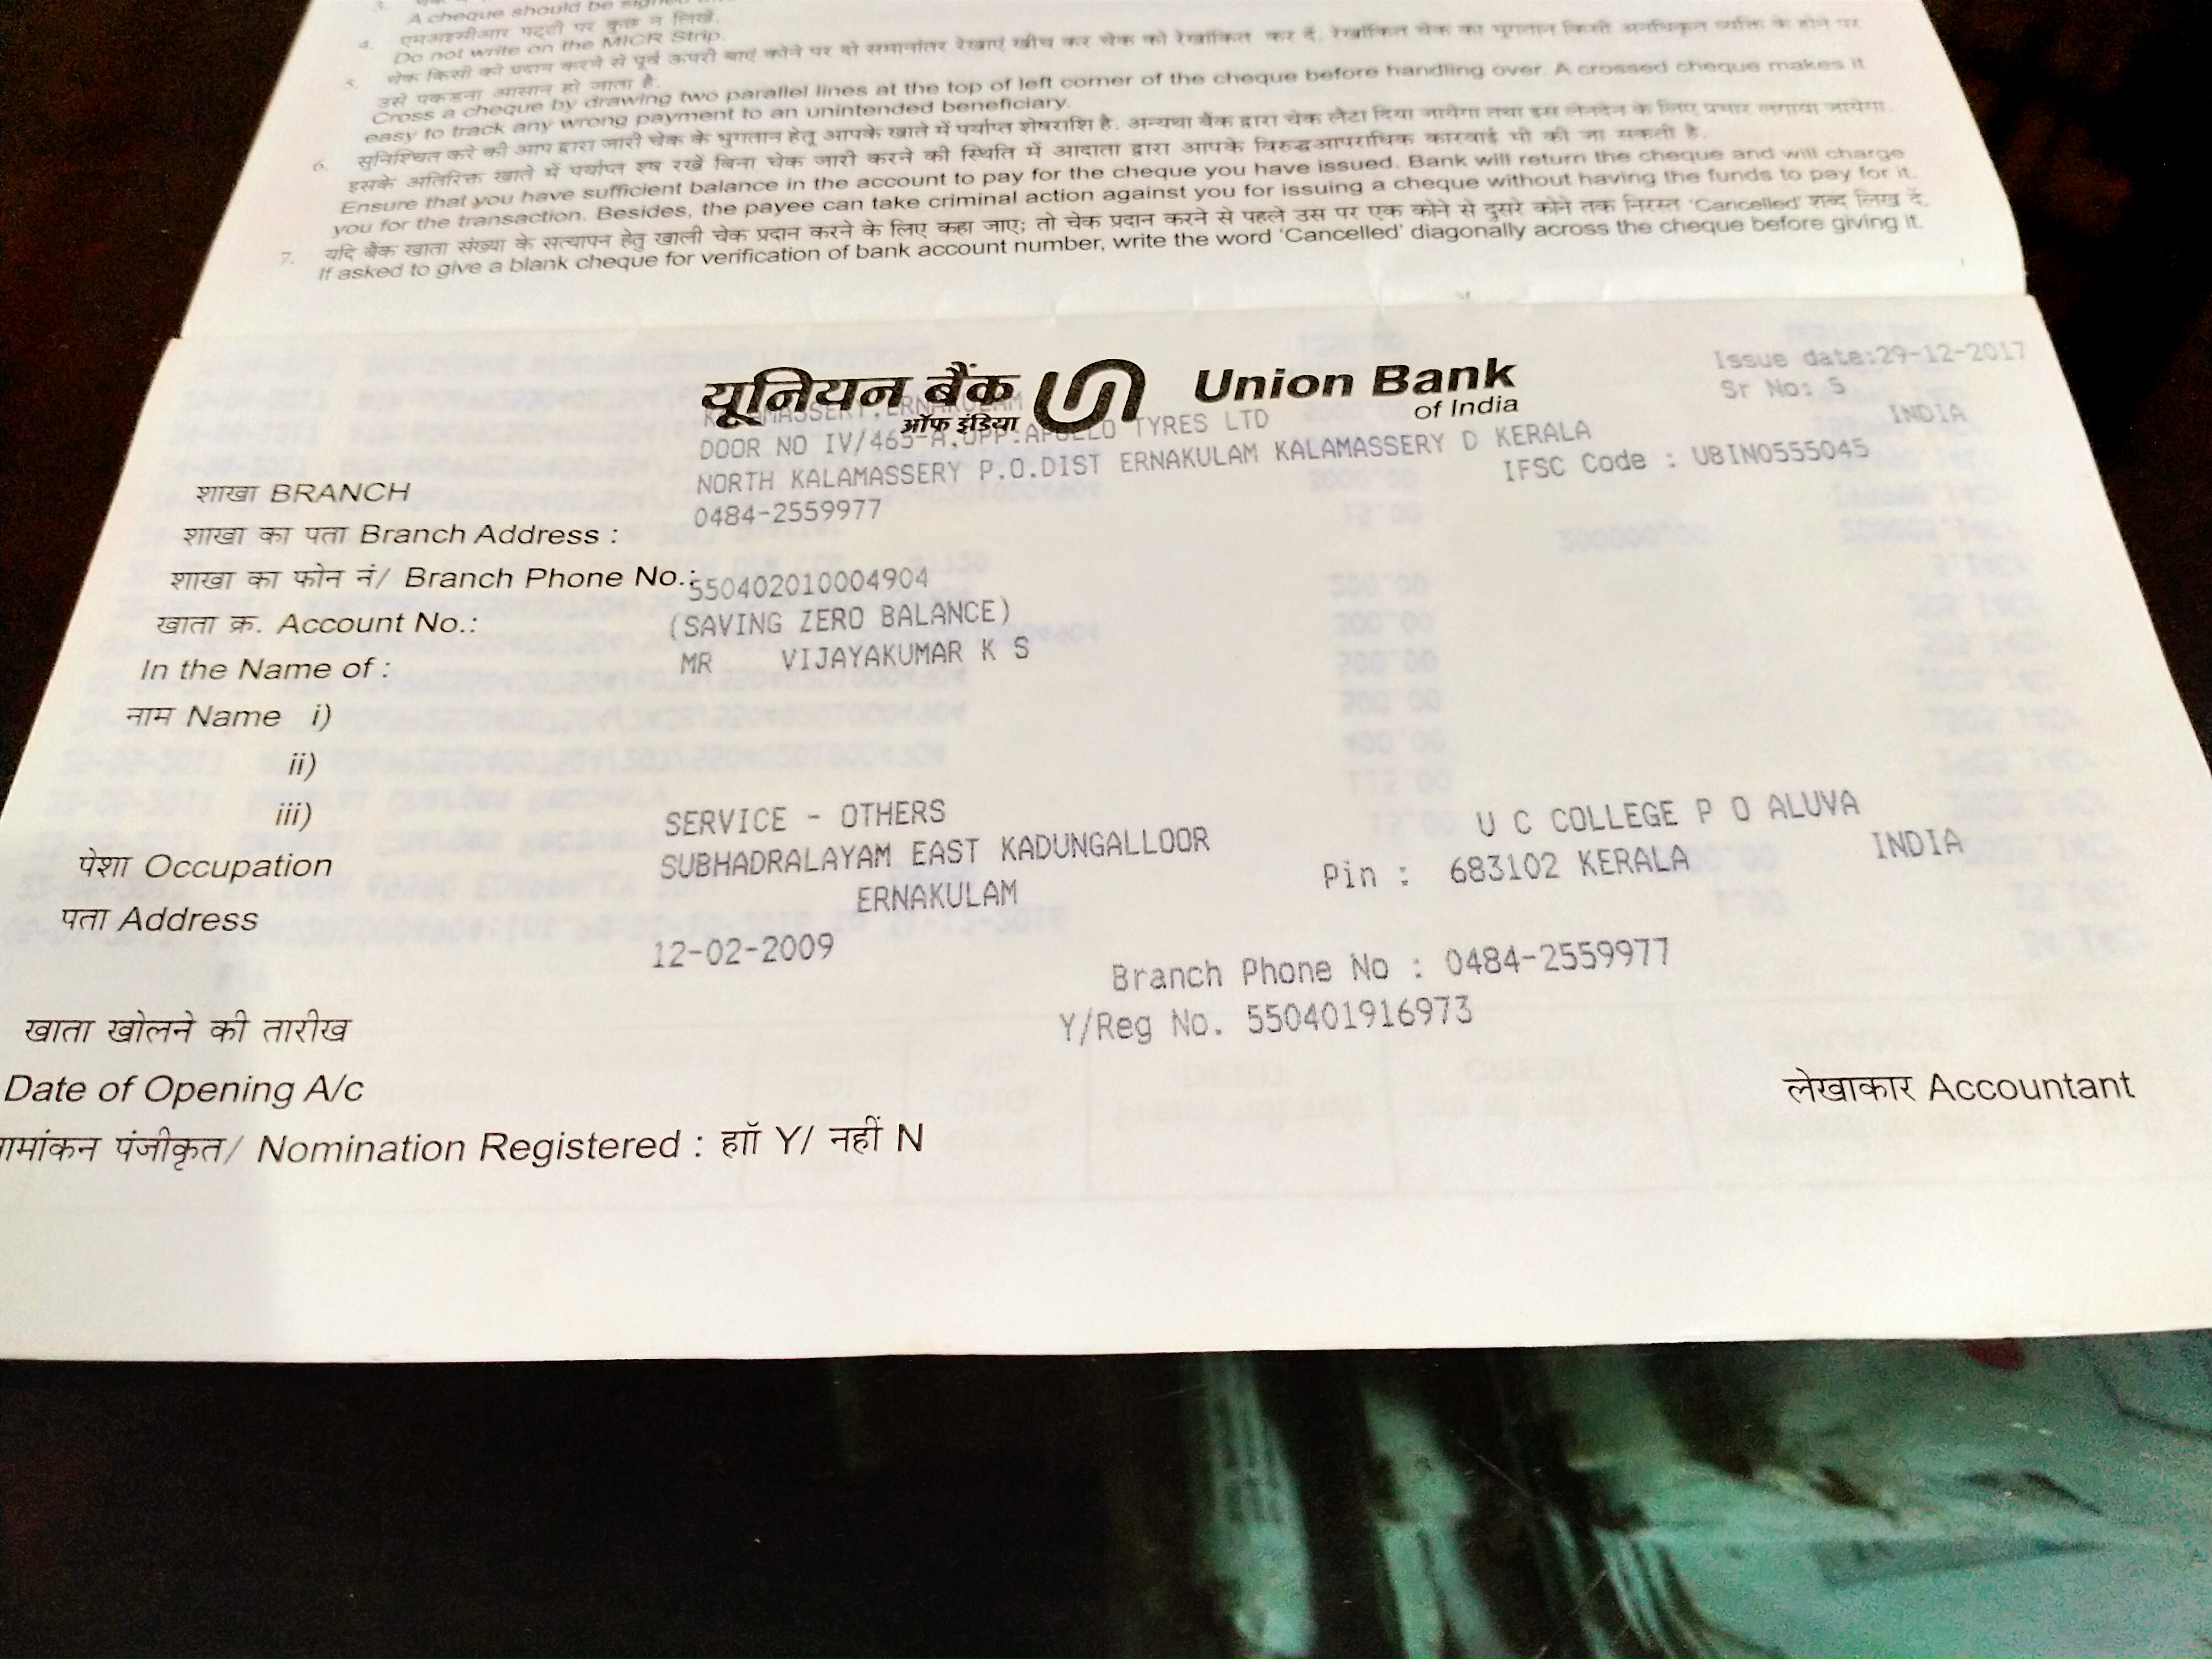 3.
A cheque should be signed
4. एमआइसीआर पट्टी पर कुछ न लिखें.
Do not write on the MICR Strip.
5. चेक किसी को प्रदान करने से पूर्व ऊपरी बाएं कोने पर दो समानांतर रेखाएं खींच कर चेक को रेखांकित कर दें. रेखांकित चेक का भुगतान किसी अनधिकृत व्यक्ति के होने पर
उसे पकडना आसान हो जाता है.
Cross a cheque by drawing two parallel lines at the top of left corner of the cheque before handling over. A crossed cheque makes it
easy to track any wrong payment to an unintended beneficiary.
6. सुनिश्चित करे की आप द्वारा जारी चेक के भुगतान हेतू आपके खाते में पर्याप्त शेषराशि है. अन्यथा बैंक द्वारा चेक लैटा दिया जायेगा तथा इस लेनदेन के लिए प्रभार लगाया जायेगा.
इसके अतिरिक्त खाते में पर्याप्त शेष रखें बिना चेक जारी करने की स्थिति में आदाता द्वारा आपके विरुद्धआपराधिक कारवाई भी की जा सकती है.
Ensure that you have sufficient balance in the account to pay for the cheque you have issued. Bank will return the cheque and will charge
you for the transaction. Besides, the payee can take criminal action against you for issuing a cheque without having the funds to pay for it.
7. यदि बैंक खाता संख्या के सत्यापन हेतु खाली चेक प्रदान करने के लिए कहा जाए; तो चेक प्रदान करने से पहले उस पर एक कोने से दुसरे कोने तक निरस्त 'Cancelled' शब्द लिख दें.
If asked to give a blank cheque for verification of bank account number, write the word 'Cancelled' diagonally across the cheque before giving it.
Issue date:29-12-2017
Sr No: 5
यूनियन बैंक Union Bank
ऑफ इंडिया of India
KALAMASSERY,ERNAKULAM
DOOR NO IV/465-A,OPP:APOLLO TYRES LTD INDIA
NORTH KALAMASSERY P.O.DIST ERNAKULAM KALAMASSERY D KERALA
शाखा BRANCH
0484-2559977 IFSC Code : UBIN0555045
शाखा का पता Branch Address :
शाखा का फोन नं/ Branch Phone No.:
550402010004904
खाता क्र. Account No.: (SAVING ZERO BALANCE)
In the Name of : MR VIJAYAKUMAR K S
नाम Name i)
ii)
iii)
SERVICE - OTHERS
पेशा Occupation SUBHADRALAYAM EAST KADUNGALLOOR U C COLLEGE P O ALUVA
पता Address ERNAKULAM Pin : 683102 KERALA INDIA
12-02-2009
Branch Phone No : 0484-2559977
खाता खोलने की तारीख Y/Reg No. 550401916973
Date of Opening A/c
लेखाकार Accountant
नामांकन पंजीकृत/ Nomination Registered : हाॅं Y/ नहीं N